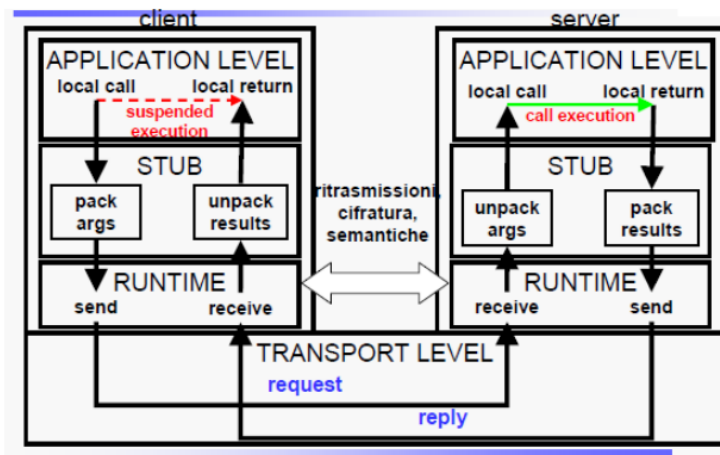 client
server
APPLICATION LEVEL
local call local return
suspended
execution
STUB
pack
args
unpack
results
RUNTIME
send receive
ritrasmissioni,
cifratura,
semantiche
APPLICATION LEVEL
local call local return
call execution
STUB
unpack
args
pack
results
RUNTIME
receive send
TRANSPORT LEVEL
request
reply